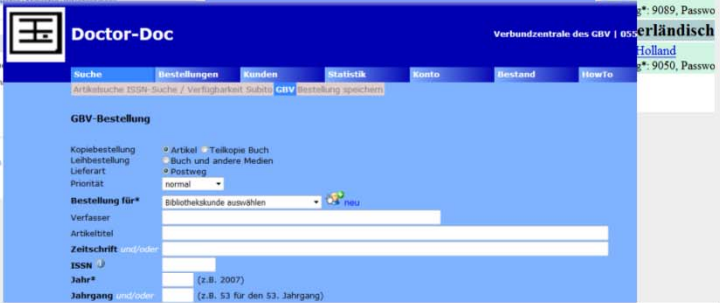 Doctor-Doc
Verbundzentrale des GBV | 055
Suche Bestellungen Kunden Statistik Konto Bestand HowTo
Artikelsuche ISSN-Suche / Verfügbarkeit Subito GBV Bestellung speichern
GBV-Bestellung
Kopiebestellung Artikel Teilkopie Buch
Leihbestellung Buch und andere Medien
Lieferart Postweg
Priorität normal
Bestellung für* Bibliothekskunde auswählen neu
Verfasser
Artikeltitel
Zeitschrift und/oder
ISSN
Jahr* (z.B. 2007)
Jahrgang und/oder (z.B. 53 für den 53. Jahrgang)
g*: 9089, Passwo
erländisch
Holland
g*: 9050, Passwo